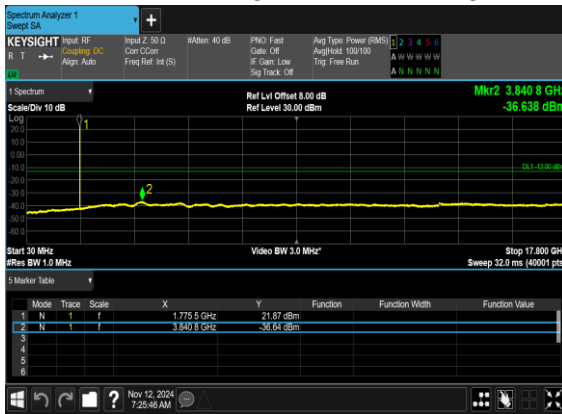 Spectrum Analyzer 1
Swept SA
+
KEYSIGHT Input: RF Input Z: 50 Ω #Atten: 40 dB PNO: Fast Avg Type: Power (RMS) 1 2 3 4 5 6
R T Coupling: DC Corr CCorr Gate: Off Avg|Hold: 100/100 A W W W W W
Align: Auto Freq Ref: Int (S) IF Gain: Low Trig: Free Run
Sig Track: Off A N N N N N
1 Spectrum
Scale/Div 10 dB
Ref Lvl Offset 8.00 dB
Ref Level 30.00 dBm
Mkr2 3.840 8 GHz
-36.638 dBm
Log
20.0
10.0
0.00
-10.0
-20.0
-30.0
-40.0
-50.0
-60.0
1
2
DL1 -13.00 dBm
Start 30 MHz Video BW 3.0 MHz* Stop 17.800 GHz
#Res BW 1.0 MHz Sweep 32.0 ms (40001 pts)
5 Marker Table
Mode Trace Scale X Y Function Function Width Function Value
1 N 1 f 1.775 5 GHz 21.87 dBm
2 N 1 f 3.840 8 GHz -36.64 dBm
3
4
5
6
? Nov 12, 2024
7:25:46 AM